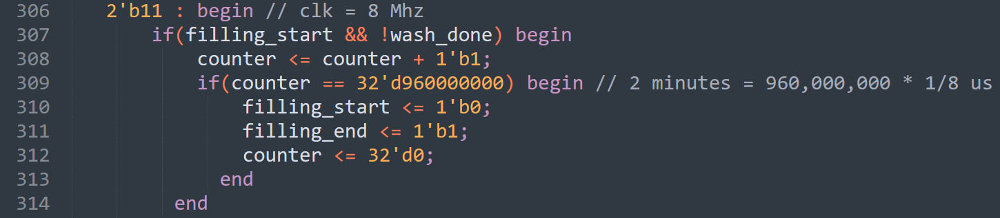 306 2'b11 : begin // clk = 8 Mhz
307 if(filling_start && !wash_done) begin
308 counter <= counter + 1'b1;
309 if(counter == 32'd960000000) begin // 2 minutes = 960,000,000 * 1/8 us
310 filling_start <= 1'b0;
311 filling_end <= 1'b1;
312 counter <= 32'd0;
313 end
314 end